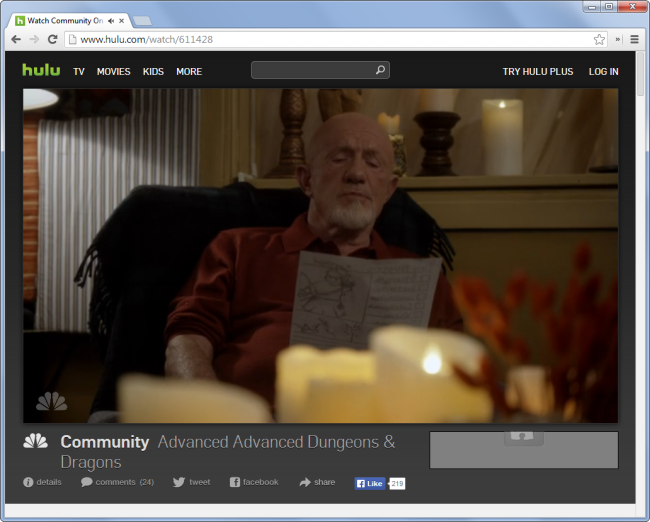 Watch Community On
www.hulu.com/watch/611428
hulu TV MOVIES KIDS MORE TRY HULU PLUS LOG IN
Community Advanced Advanced Dungeons &
Dragons
details comments (24) tweet facebook share Like 219